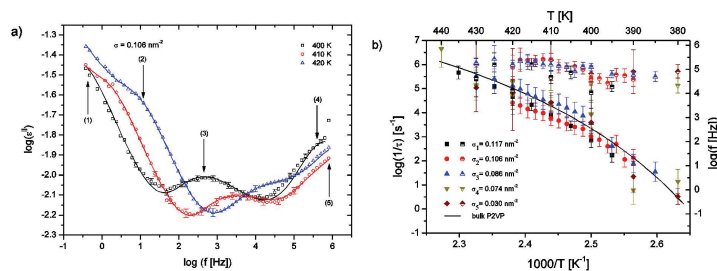 a)
σ = 0.106 nm-2
400 K
410 K
420 K
(1)
(2)
(3)
(4)
(5)
-1.3
-1.4
-1.5
-1.6
-1.7
-1.8
-1.9
-2.0
-2.1
-2.2
-2.3
log(ε'')
-1 0 1 2 3 4 5 6
log (f [Hz])
b)
T [K]
440 430 420 410 400 390 380
7
6
5
4
3
2
1
0
-1
log(1/τ) [s-1]
6
5
4
3
2
1
0
-1
log(f [Hz])
σ1= 0.117 nm-2
σ2= 0.106 nm-2
σ3= 0.086 nm-2
σ4= 0.074 nm-2
σ5= 0.030 nm-2
bulk P2VP
2.3 2.4 2.5 2.6
1000/T [K-1]